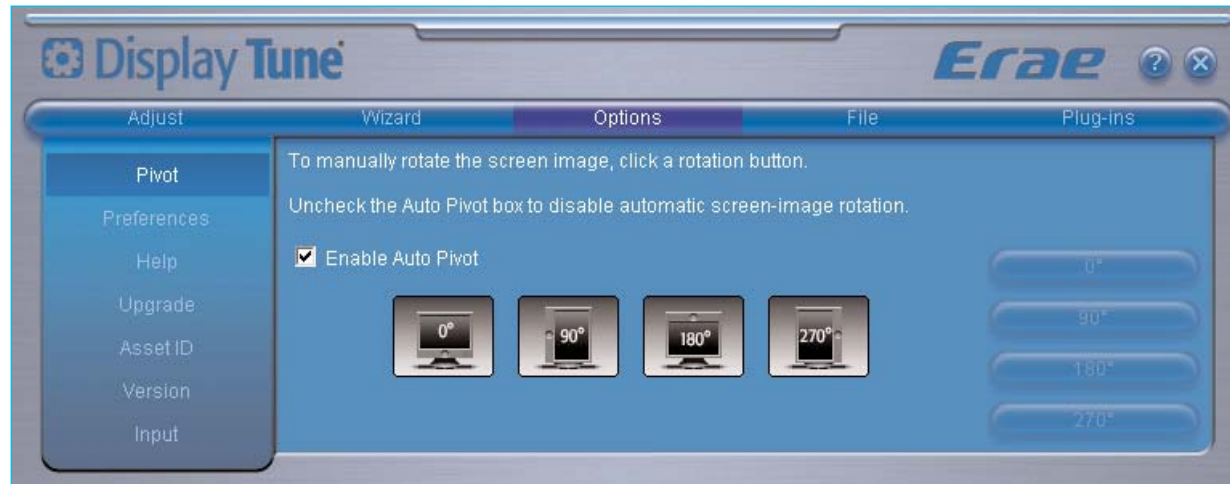 Display Tune
Erae ? X
Adjust Wizard Options File Plug-ins
Pivot
Preferences
Help
Upgrade
Asset ID
Version
Input
To manually rotate the screen image, click a rotation button.
Uncheck the Auto Pivot box to disable automatic screen-image rotation.
Enable Auto Pivot
0° 90° 180° 270°
0°
90°
180°
270°